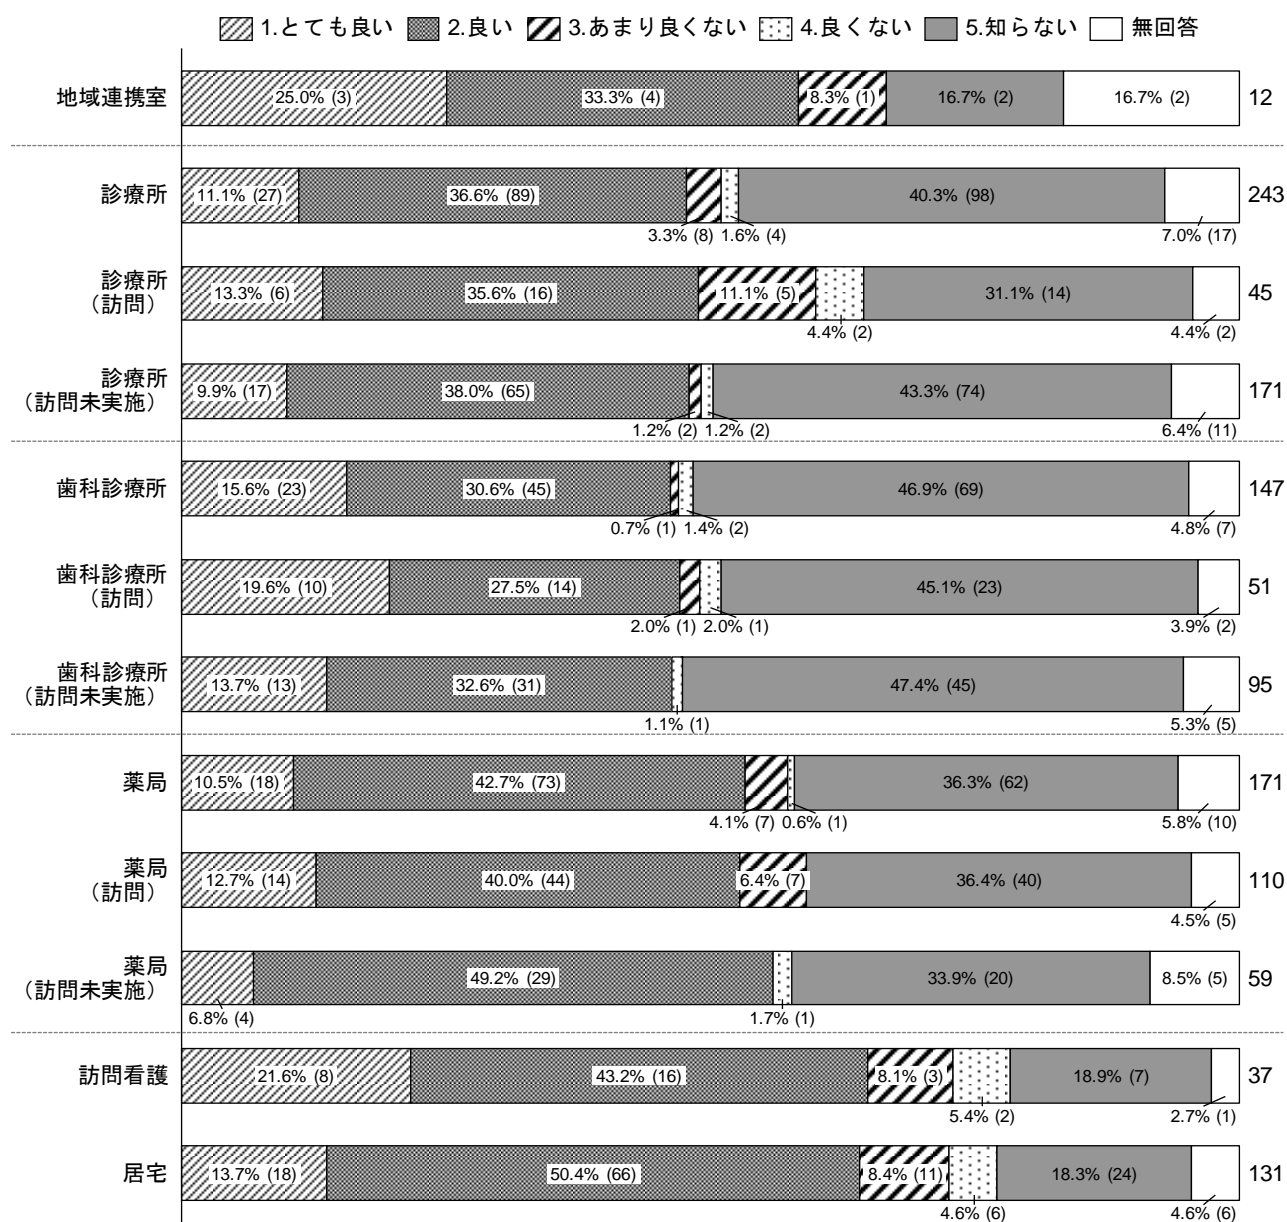 1.とても良い 2.良い 3.あまり良くない 4.良くない 5.知らない 無回答
地域連携室 25.0% (3) 33.3% (4) 8.3% (1) 16.7% (2) 16.7% (2) 12
診療所 11.1% (27) 36.6% (89) 40.3% (98) 243
3.3% (8) 1.6% (4) 7.0% (17)
診療所
（訪問） 13.3% (6) 35.6% (16) 11.1% (5) 31.1% (14) 45
4.4% (2) 4.4% (2)
診療所
（訪問未実施） 9.9% (17) 38.0% (65) 43.3% (74) 171
1.2% (2) 1.2% (2) 6.4% (11)
歯科診療所 15.6% (23) 30.6% (45) 46.9% (69) 147
0.7% (1) 1.4% (2) 4.8% (7)
歯科診療所
（訪問） 19.6% (10) 27.5% (14) 45.1% (23) 51
2.0% (1) 2.0% (1) 3.9% (2)
歯科診療所
（訪問未実施） 13.7% (13) 32.6% (31) 47.4% (45) 95
1.1% (1) 5.3% (5)
薬局 10.5% (18) 42.7% (73) 36.3% (62) 171
4.1% (7) 0.6% (1) 5.8% (10)
薬局
（訪問） 12.7% (14) 40.0% (44) 6.4% (7) 36.4% (40) 110
4.5% (5)
薬局
（訪問未実施） 49.2% (29) 33.9% (20) 8.5% (5) 59
6.8% (4) 1.7% (1)
訪問看護 21.6% (8) 43.2% (16) 8.1% (3) 18.9% (7) 37
5.4% (2) 2.7% (1)
居宅 13.7% (18) 50.4% (66) 8.4% (11) 18.3% (24) 131
4.6% (6) 4.6% (6)